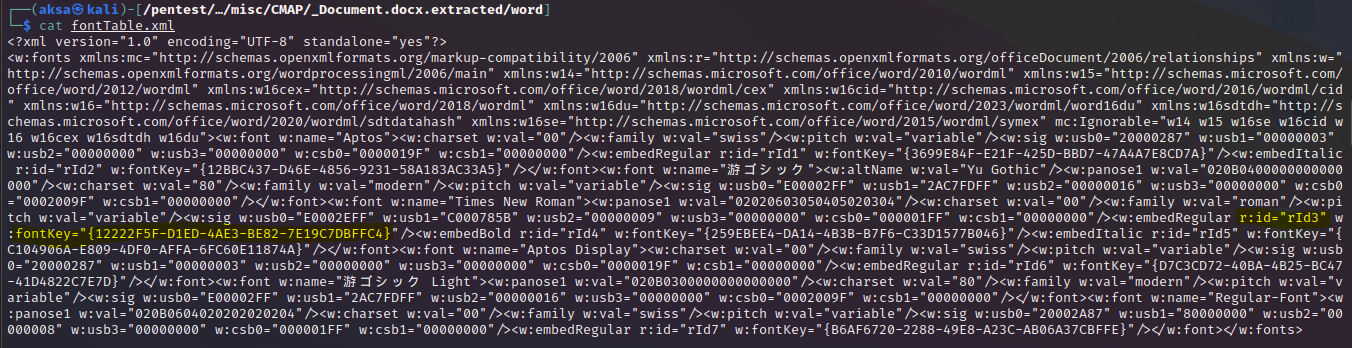 ┌──(aksa㉿kali)-[/pentest/…/misc/CMAP/_Document.docx.extracted/word]
└─$ cat fontTable.xml
<?xml version="1.0" encoding="UTF-8" standalone="yes"?>
<w:fonts xmlns:mc="http://schemas.openxmlformats.org/markup-compatibility/2006" xmlns:r="http://schemas.openxmlformats.org/officeDocument/2006/relationships" xmlns:w="
http://schemas.openxmlformats.org/wordprocessingml/2006/main" xmlns:w14="http://schemas.microsoft.com/office/word/2010/wordml" xmlns:w15="http://schemas.microsoft.com/
office/word/2012/wordml" xmlns:w16cex="http://schemas.microsoft.com/office/word/2018/wordml/cex" xmlns:w16cid="http://schemas.microsoft.com/office/word/2016/wordml/cid
" xmlns:w16="http://schemas.microsoft.com/office/word/2018/wordml" xmlns:w16du="http://schemas.microsoft.com/office/word/2023/wordml/word16du" xmlns:w16sdtdh="http://s
chemas.microsoft.com/office/word/2020/wordml/sdtdatahash" xmlns:w16se="http://schemas.microsoft.com/office/word/2015/wordml/symex" mc:Ignorable="w14 w15 w16se w16cid w
16 w16cex w16sdtdh w16du"><w:font w:name="Aptos"><w:charset w:val="00"/><w:family w:val="swiss"/><w:pitch w:val="variable"/><w:sig w:usb0="20000287" w:usb1="00000003"
w:usb2="00000000" w:usb3="00000000" w:csb0="0000019F" w:csb1="00000000"/><w:embedRegular r:id="rId1" w:fontKey="{3699E84F-E21F-425D-BBD7-47A4A7E8CD7A}"/><w:embedItalic
r:id="rId2" w:fontKey="{12BBC437-D46E-4856-9231-58A183AC33A5}"/></w:font><w:font w:name="游ゴシック"><w:altName w:val="Yu Gothic"/><w:panose1 w:val="020B0400000000000
000"/><w:charset w:val="80"/><w:family w:val="modern"/><w:pitch w:val="variable"/><w:sig w:usb0="E00002FF" w:usb1="2AC7FDFF" w:usb2="00000016" w:usb3="00000000" w:csb0
="0002009F" w:csb1="00000000"/></w:font><w:font w:name="Times New Roman"><w:panose1 w:val="02020603050405020304"/><w:charset w:val="00"/><w:family w:val="roman"/><w:pi
tch w:val="variable"/><w:sig w:usb0="E0002EFF" w:usb1="C000785B" w:usb2="00000009" w:usb3="00000000" w:csb0="000001FF" w:csb1="00000000"/><w:embedRegular r:id="rId3" w
:fontKey="{12222F5F-D1ED-4AE3-BE82-7E19C7DBFFC4}"/><w:embedBold r:id="rId4" w:fontKey="{259EBEE4-DA14-4B3B-B7F6-C33D1577B046}"/><w:embedItalic r:id="rId5" w:fontKey="{
C104906A-E809-4DF0-AFFA-6FC60E11874A}"/></w:font><w:font w:name="Aptos Display"><w:charset w:val="00"/><w:family w:val="swiss"/><w:pitch w:val="variable"/><w:sig w:usb
0="20000287" w:usb1="00000003" w:usb2="00000000" w:usb3="00000000" w:csb0="0000019F" w:csb1="00000000"/><w:embedRegular r:id="rId6" w:fontKey="{D7C3CD72-40BA-4B25-BC47
-41D4822C7E7D}"/></w:font><w:font w:name="游ゴシック Light"><w:panose1 w:val="020B0300000000000000"/><w:charset w:val="80"/><w:family w:val="modern"/><w:pitch w:val="v
ariable"/><w:sig w:usb0="E00002FF" w:usb1="2AC7FDFF" w:usb2="00000016" w:usb3="00000000" w:csb0="0002009F" w:csb1="00000000"/></w:font><w:font w:name="Regular-Font"><w
:panose1 w:val="020B0604020202020204"/><w:charset w:val="00"/><w:family w:val="swiss"/><w:pitch w:val="variable"/><w:sig w:usb0="20002A87" w:usb1="80000000" w:usb2="00
000008" w:usb3="00000000" w:csb0="000001FF" w:csb1="00000000"/><w:embedRegular r:id="rId7" w:fontKey="{B6AF6720-2288-49E8-A23C-AB06A37CBFFE}"/></w:font></w:fonts>